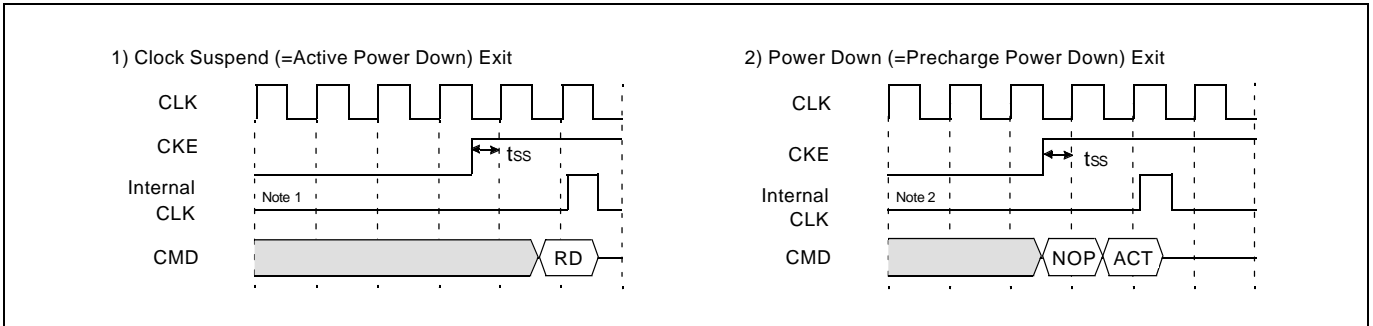 1) Clock Suspend (=Active Power Down) Exit
CLK
CKE
tSS
Internal
CLK
Note 1
CMD
RD
2) Power Down (=Precharge Power Down) Exit
CLK
CKE
tSS
Internal
CLK
Note 2
CMD
NOP
ACT